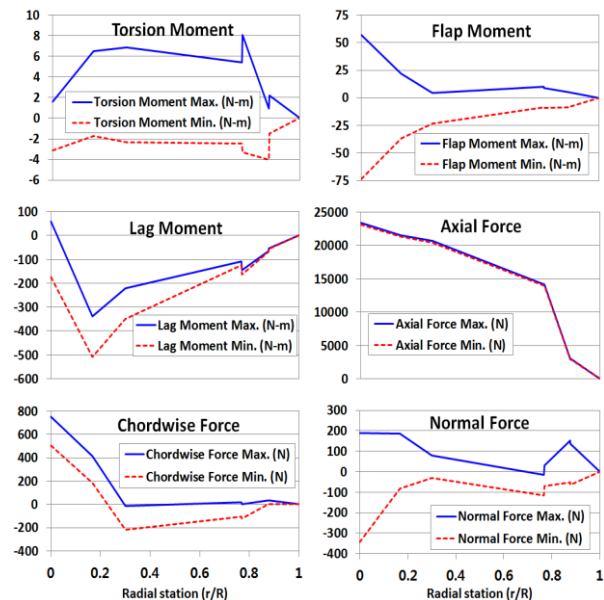 Torsion Moment
10
8
6
4
2
0
-2
-4
-6
Torsion Moment Max. (N-m)
Torsion Moment Min. (N-m)
Flap Moment
75
50
25
0
-25
-50
-75
Flap Moment Max. (N-m)
Flap Moment Min. (N-m)
Lag Moment
100
0
-100
-200
-300
-400
-500
-600
Lag Moment Max. (N-m)
Lag Moment Min. (N-m)
Axial Force
25000
20000
15000
10000
5000
0
Axial Force Max. (N)
Axial Force Min. (N)
Chordwise Force
800
600
400
200
0
-200
-400
Chordwise Force Max. (N)
Chordwise Force Min. (N)
0 0.2 0.4 0.6 0.8 1
Radial station (r/R)
Normal Force
400
300
200
100
0
-100
-200
-300
-400
Normal Force Max. (N)
Normal Force Min. (N)
0 0.2 0.4 0.6 0.8 1
Radial station (r/R)